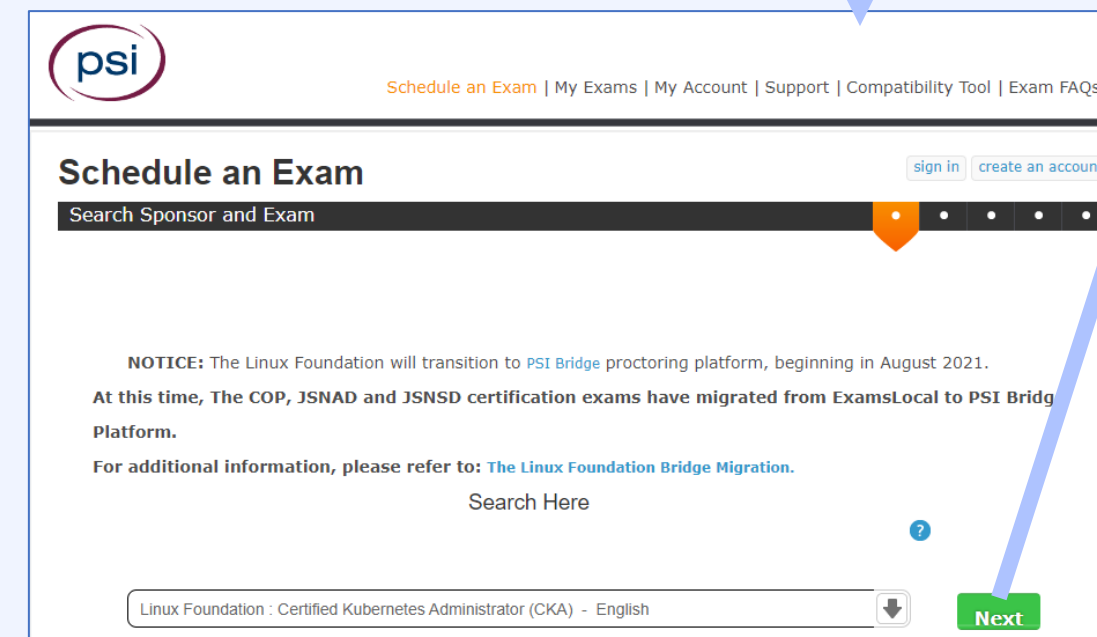 psi
Schedule an Exam | My Exams | My Account | Support | Compatibility Tool | Exam FAQs
Schedule an Exam
sign in create an accoun
Search Sponsor and Exam
NOTICE: The Linux Foundation will transition to PSI Bridge proctoring platform, beginning in August 2021.
At this time, The COP, JSNAD and JSNSD certification exams have migrated from ExamsLocal to PSI Bridg
Platform.
For additional information, please refer to: The Linux Foundation Bridge Migration.
Search Here
?
Linux Foundation : Certified Kubernetes Administrator (CKA) - English
Next